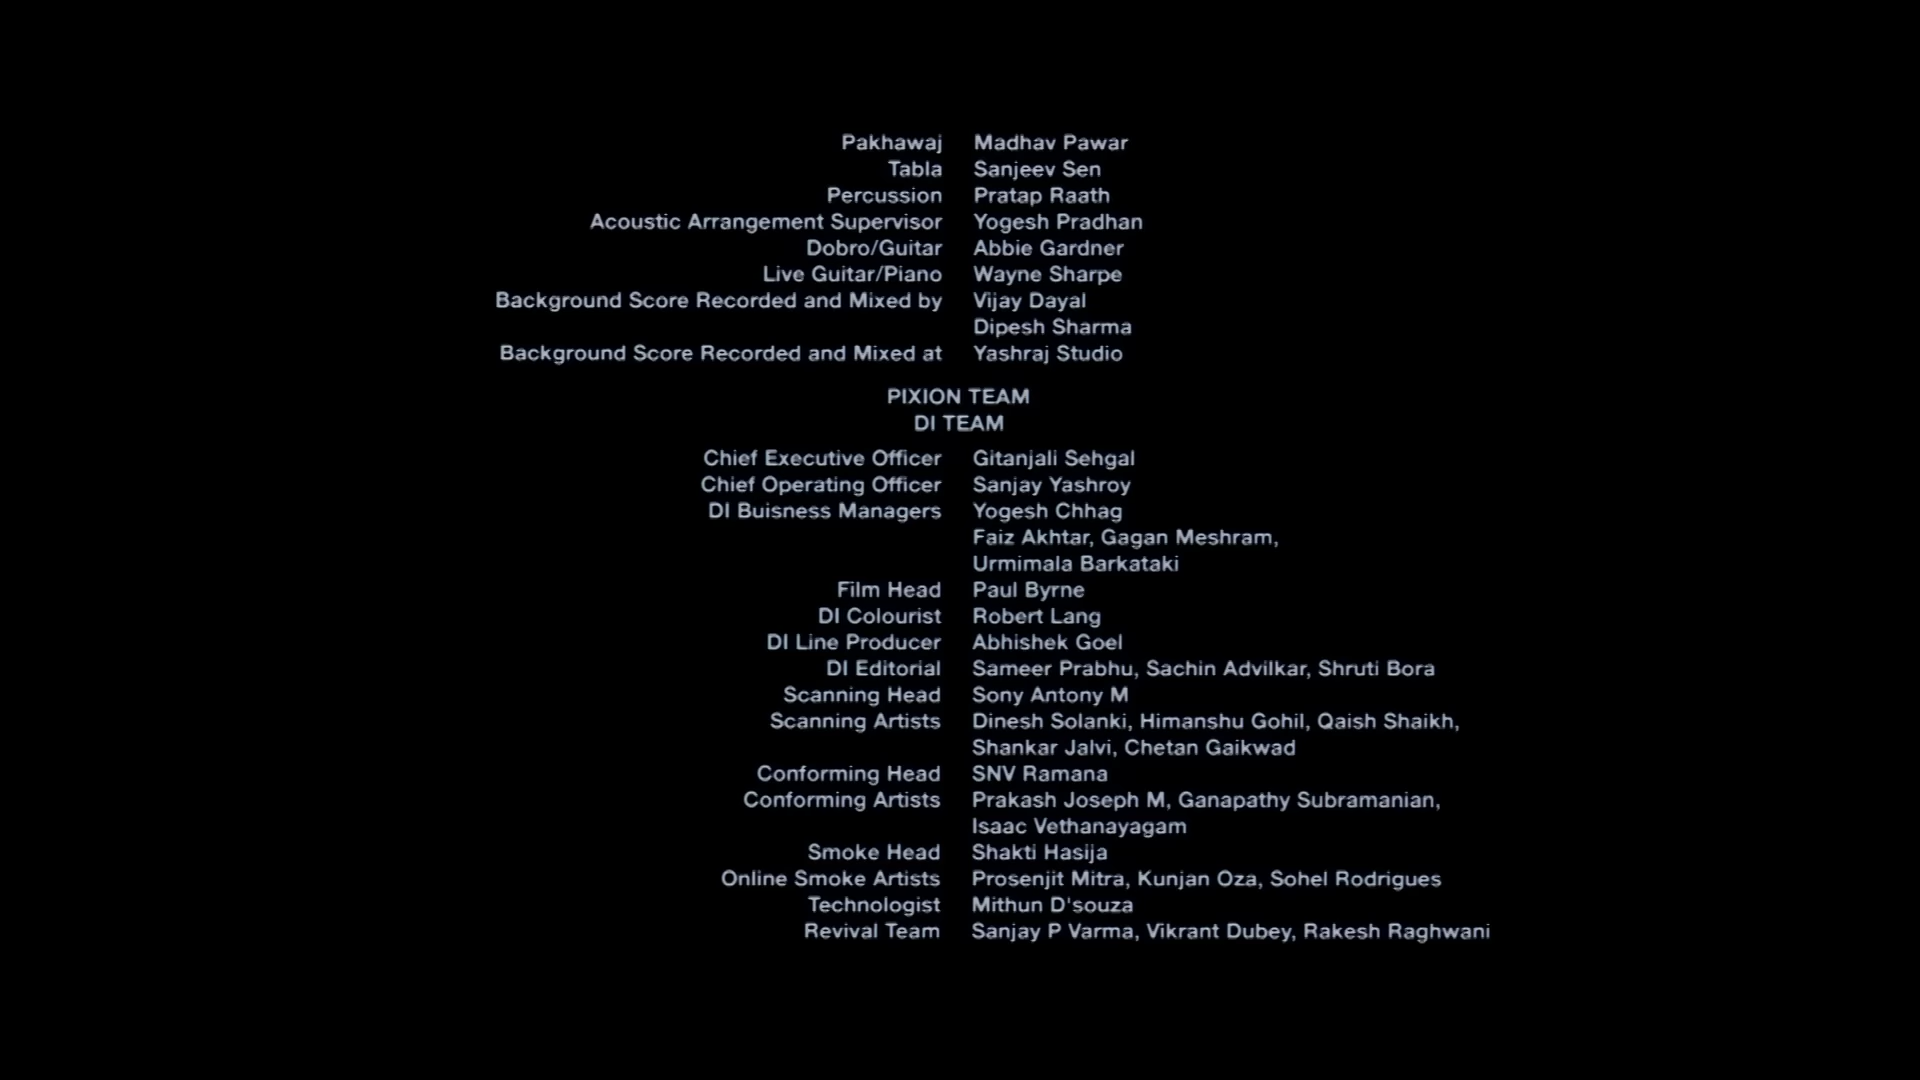 Pakhawaj Madhav Pawar
Tabla Sanjeev Sen
Percussion Pratap Raath
Acoustic Arrangement Supervisor Yogesh Pradhan
Dobro/Guitar Abbie Gardner
Live Guitar/Piano Wayne Sharpe
Background Score Recorded and Mixed by Vijay Dayal
Dipesh Sharma
Background Score Recorded and Mixed at Yashraj Studio
PIXION TEAM
DI TEAM
Chief Executive Officer Gitanjali Sehgal
Chief Operating Officer Sanjay Yashroy
DI Buisness Managers Yogesh Chhag
Faiz Akhtar, Gagan Meshram,
Urmimala Barkataki
Film Head Paul Byrne
DI Colourist Robert Lang
DI Line Producer Abhishek Goel
DI Editorial Sameer Prabhu, Sachin Advilkar, Shruti Bora
Scanning Head Sony Antony M
Scanning Artists Dinesh Solanki, Himanshu Gohil, Qaish Shaikh,
Shankar Jalvi, Chetan Gaikwad
Conforming Head SNV Ramana
Conforming Artists Prakash Joseph M, Ganapathy Subramanian,
Isaac Vethanayagam
Smoke Head Shakti Hasija
Online Smoke Artists Prosenjit Mitra, Kunjan Oza, Sohel Rodrigues
Technologist Mithun D'souza
Revival Team Sanjay P Varma, Vikrant Dubey, Rakesh Raghwani